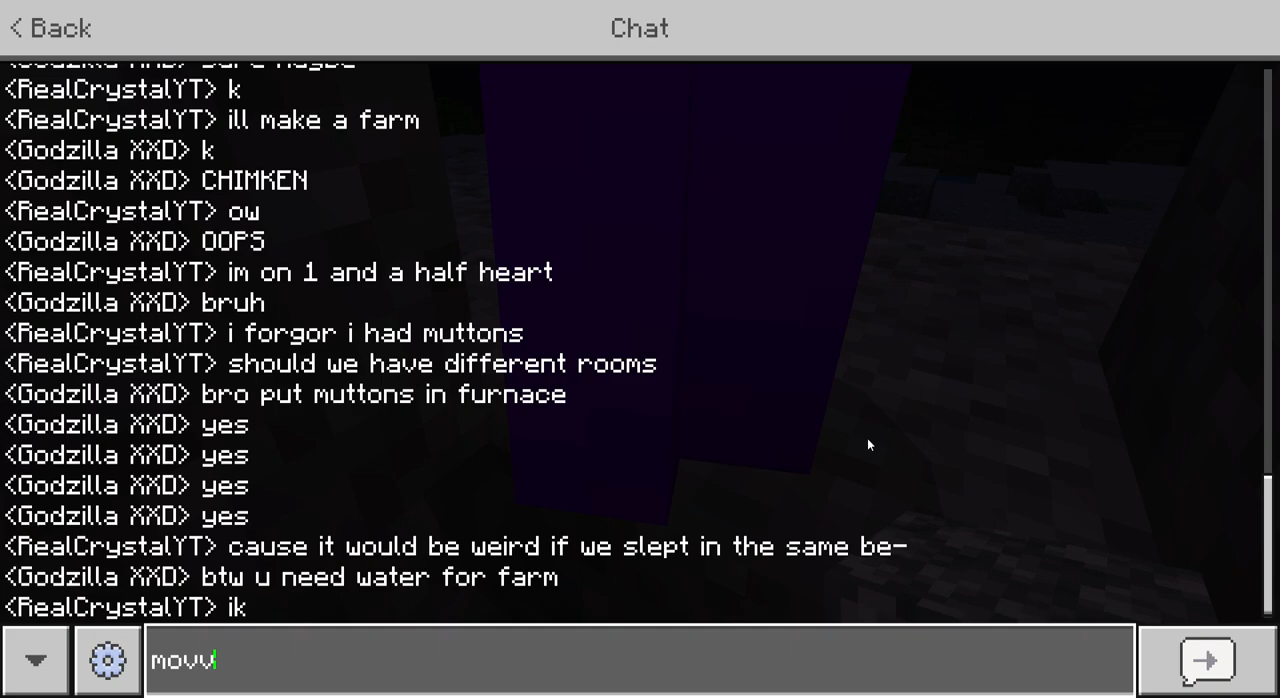 < Back
Chat
<RealCrystalYT> k
<RealCrystalYT> ill make a farm
<Godzilla XXD> k
<Godzilla XXD> CHIMKEN
<RealCrystalYT> ow
<Godzilla XXD> OOPS
<RealCrystalYT> im on 1 and a half heart
<Godzilla XXD> bruh
<RealCrystalYT> i forgor i had muttons
<RealCrystalYT> should we have different rooms
<Godzilla XXD> bro put muttons in furnace
<Godzilla XXD> yes
<Godzilla XXD> yes
<Godzilla XXD> yes
<Godzilla XXD> yes
<RealCrystalYT> cause it would be weird if we slept in the same be-
<Godzilla XXD> btw u need water for farm
<RealCrystalYT> ik
movv